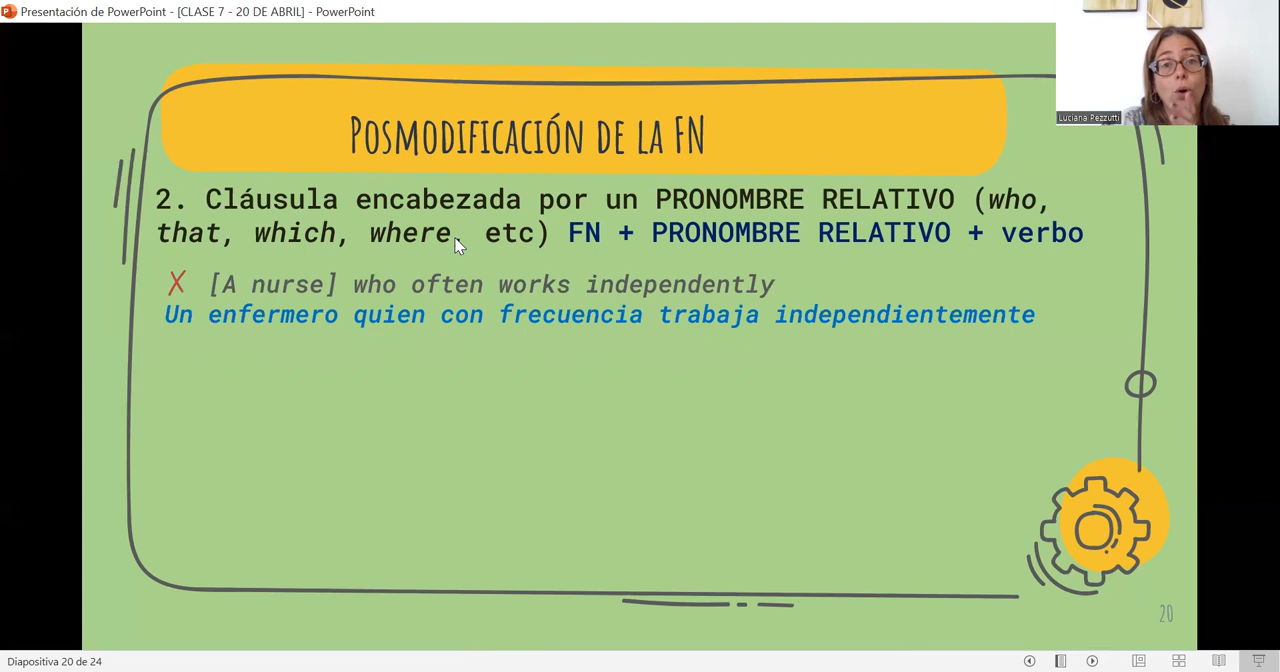 Presentación de PowerPoint - [CLASE 7 - 20 DE ABRIL] - PowerPoint
Luciana Pezzutti
Posmodificación de la FN
2. Cláusula encabezada por un PRONOMBRE RELATIVO (who,
that, which, where, etc) FN + PRONOMBRE RELATIVO + verbo
✗ [A nurse] who often works independently
Un enfermero quien con frecuencia trabaja independientemente
20
Diapositiva 20 de 24